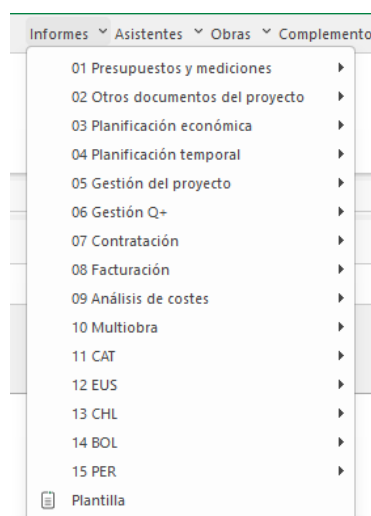 Informes Asistentes Obras Complemento
01 Presupuestos y mediciones
02 Otros documentos del proyecto
03 Planificación económica
04 Planificación temporal
05 Gestión del proyecto
06 Gestión Q+
07 Contratación
08 Facturación
09 Análisis de costes
10 Multiobra
11 CAT
12 EUS
13 CHL
14 BOL
15 PER
Plantilla